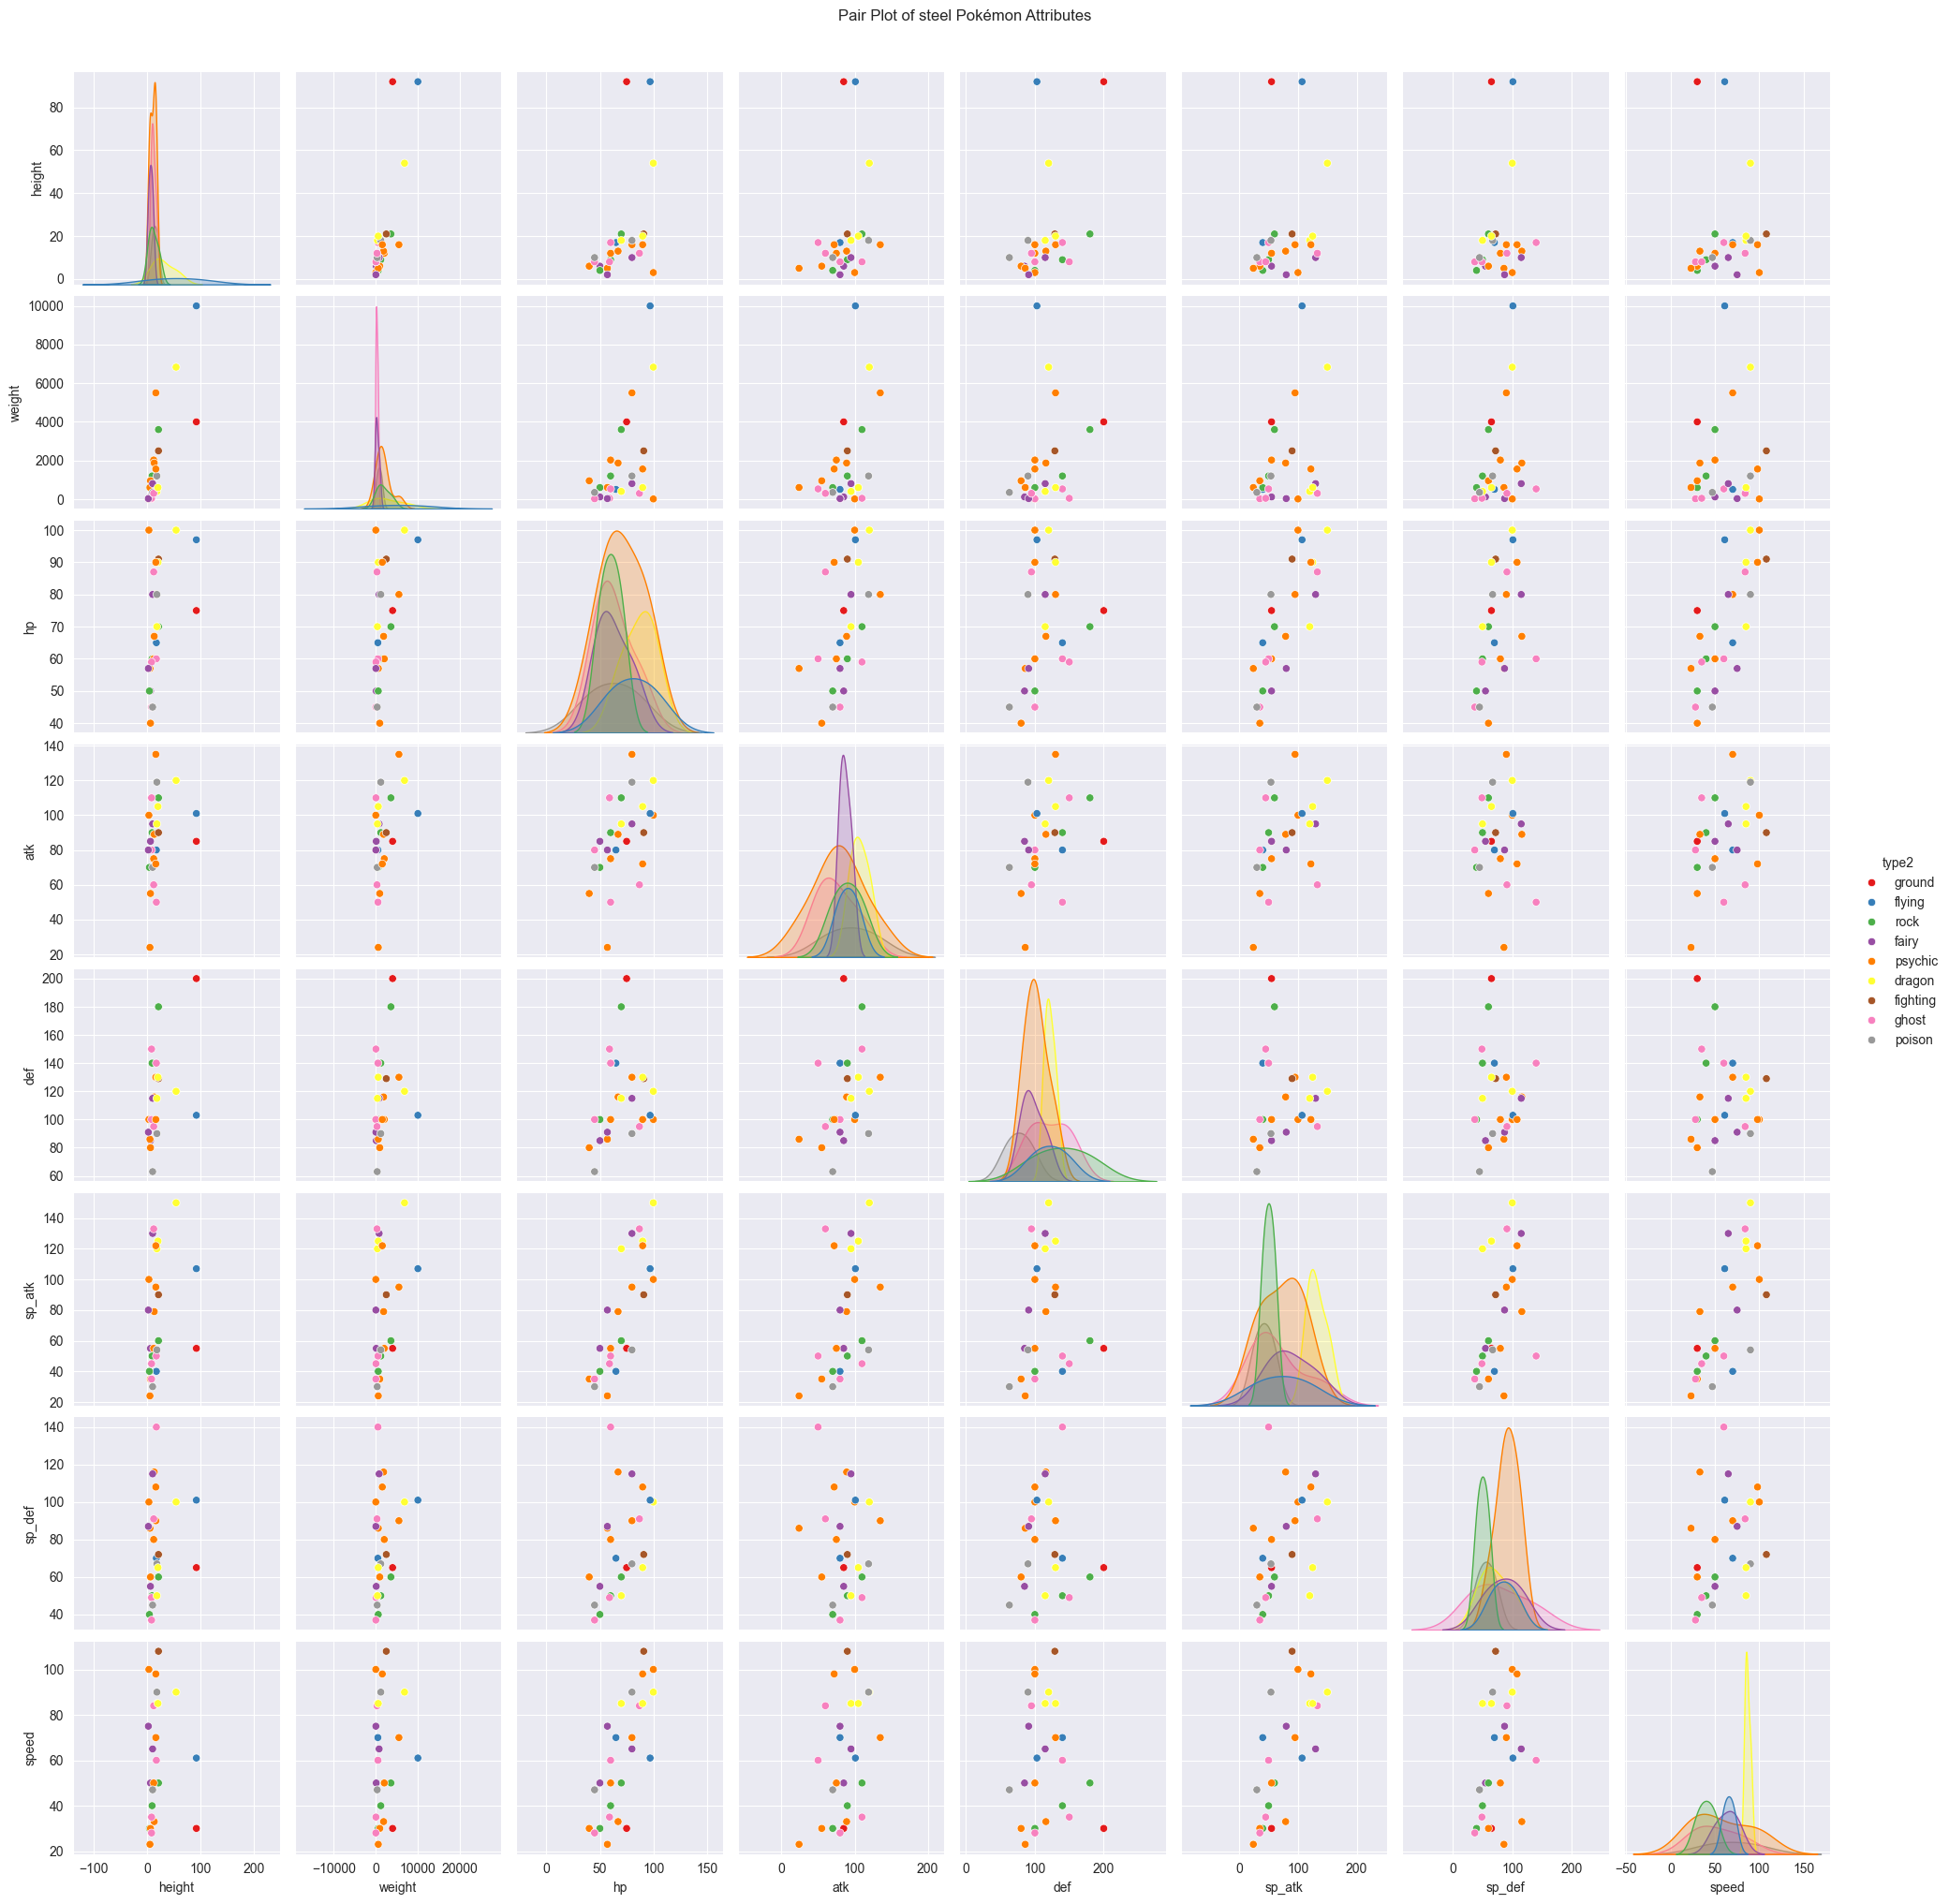 Pair Plot of steel Pokémon Attributes
80
60
40
20
0
height
10000
8000
6000
4000
2000
0
weight
100
90
80
70
60
50
40
hp
140
120
100
80
60
40
20
atk
200
180
160
140
120
100
80
60
def
140
120
100
80
60
40
20
sp_atk
140
120
100
80
60
40
sp_def
100
80
60
40
20
speed
type2
ground
flying
rock
fairy
psychic
dragon
fighting
ghost
poison
−100 0 100 200 −10000 0 10000 20000 0 50 100 150 0 100 200 0 100 200 0 100 200 0 100 200 −50 0 50 100 150
height weight hp atk def sp_atk sp_def speed